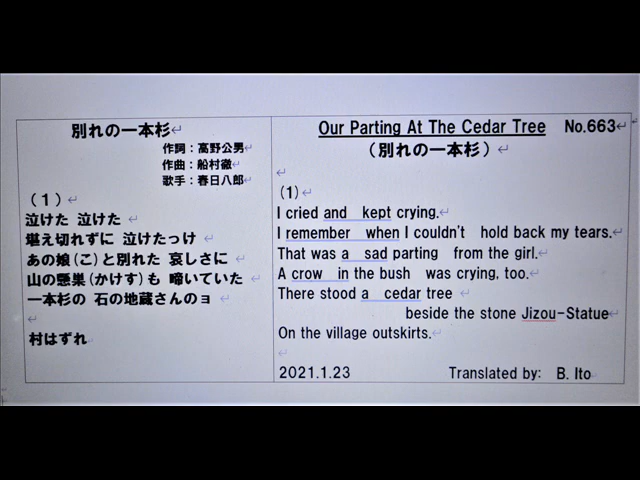 別れの一本杉
作詞：高野公男
作曲：船村徹
歌手：春日八郎
（１）
泣けた 泣けた
堪え切れずに 泣けたっけ
あの娘(こ)と別れた 哀しさに
山の懸巣(かけす)も 啼いていた
一本杉の 石の地蔵さんのョ
村はずれ
Our Parting At The Cedar Tree No.663
（別れの一本杉）
(1)
I cried and kept crying.
I remember when I couldn't hold back my tears.
That was a sad parting from the girl.
A crow in the bush was crying, too.
There stood a cedar tree
beside the stone Jizou-Statue
On the village outskirts.
2021.1.23 Translated by: B. Ito